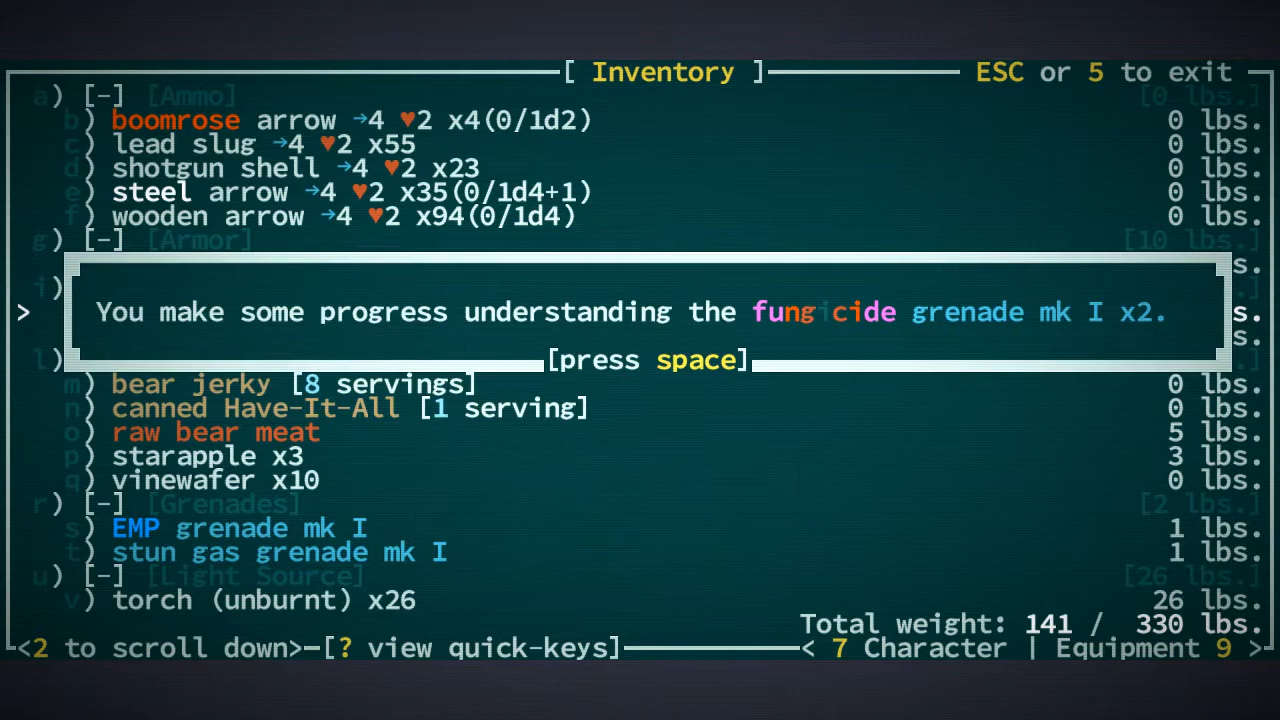 [ Inventory ] ESC or 5 to exit
a) [-] [Ammo] [0 lbs.]
b) boomrose arrow →4 ♥2 x4(0/1d2) 0 lbs.
c) lead slug →4 ♥2 x55 0 lbs.
d) shotgun shell →4 ♥2 x23 0 lbs.
e) steel arrow →4 ♥2 x35(0/1d4+1) 0 lbs.
f) wooden arrow →4 ♥2 x94(0/1d4) 0 lbs.
g) [-] [Armor] [10 lbs.]
s.
i)
> You make some progress understanding the fungicide grenade mk I x2. s.
s.
l) [press space]
m) bear jerky [8 servings] 0 lbs.
n) canned Have-It-All [1 serving] 0 lbs.
o) raw bear meat 5 lbs.
p) starapple x3 3 lbs.
q) vinewafer x10 0 lbs.
r) [-] [Grenades] [2 lbs.]
s) EMP grenade mk I 1 lbs.
t) stun gas grenade mk I 1 lbs.
u) [-] [Light Source] [26 lbs.]
v) torch (unburnt) x26 26 lbs.
Total weight: 141 / 330 lbs.
<2 to scroll down> [? view quick-keys] < 7 Character | Equipment 9 >